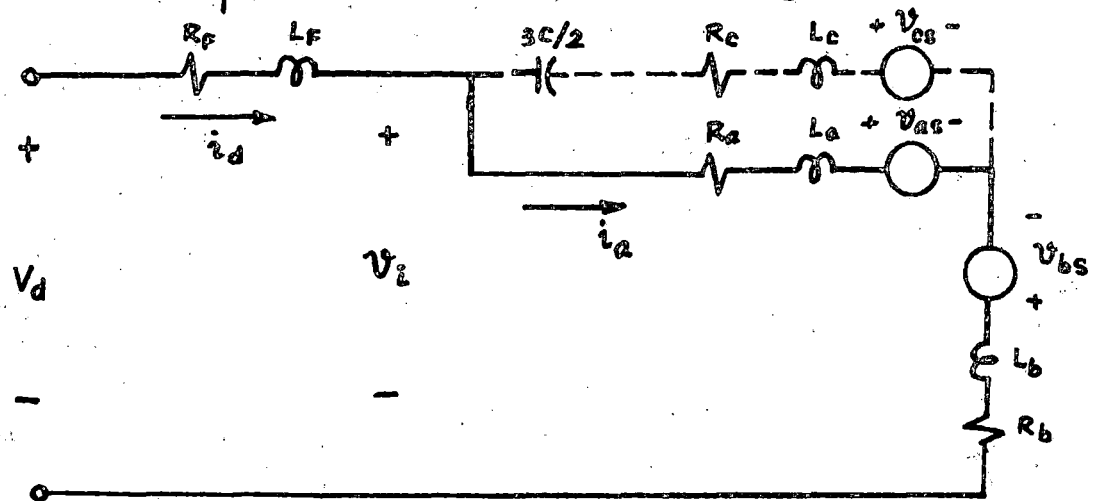 R_F L_F 3C/2 R_c L_c + v_cs -
+ i_d + R_a L_a + v_as -
i_a
V_d v_i - v_bs +
L_b
- - R_b